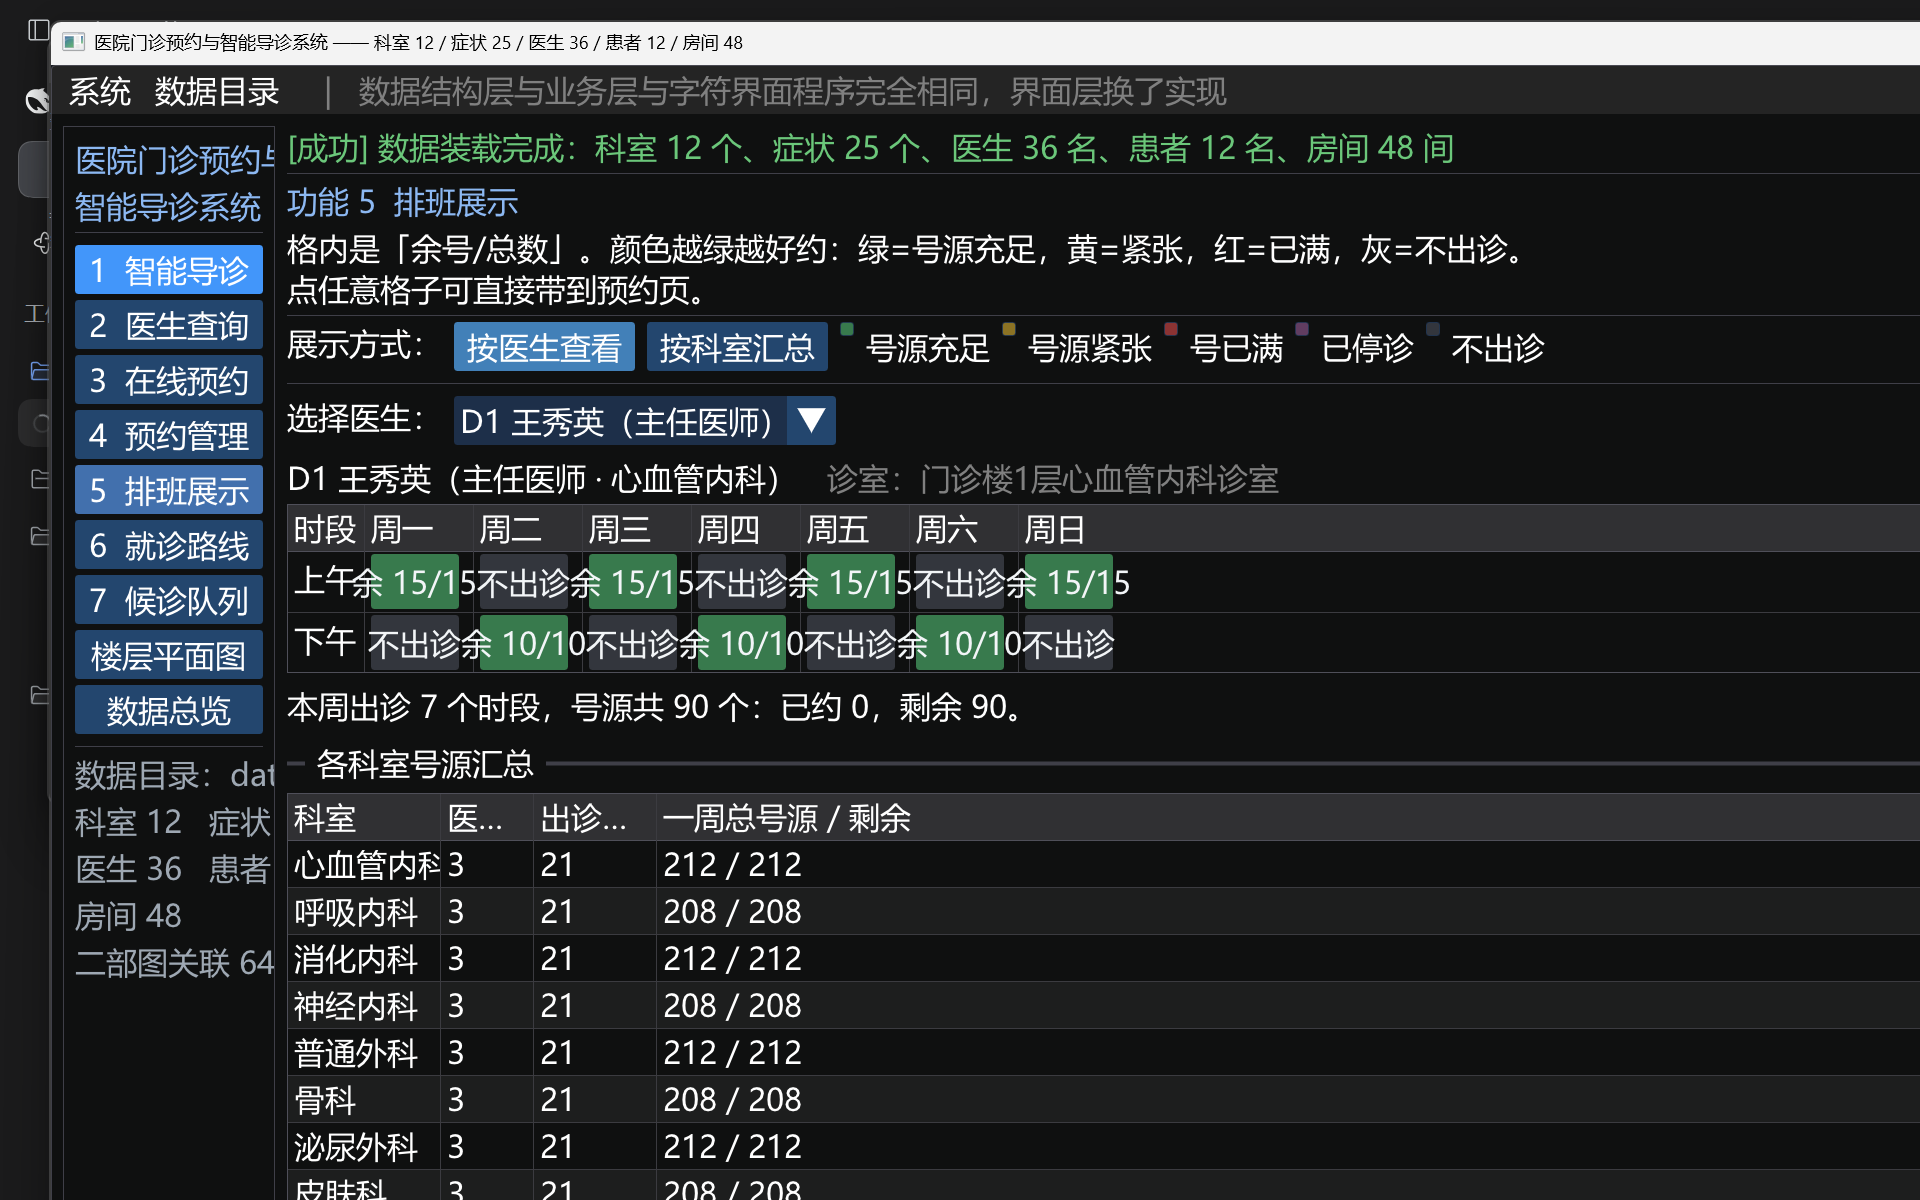 医院门诊预约与智能导诊系统 —— 科室 12 / 症状 25 / 医生 36 / 患者 12 / 房间 48
系统 数据目录 | 数据结构层与业务层与字符界面程序完全相同，界面层换了实现
医院门诊预约与
智能导诊系统
1 智能导诊
2 医生查询
3 在线预约
4 预约管理
5 排班展示
6 就诊路线
7 候诊队列
楼层平面图
数据总览
数据目录：dat
科室 12 症状
医生 36 患者
房间 48
二部图关联 64
[成功] 数据装载完成：科室 12 个、症状 25 个、医生 36 名、患者 12 名、房间 48 间
功能 5 排班展示
格内是「余号/总数」。颜色越绿越好约：绿=号源充足，黄=紧张，红=已满，灰=不出诊。
点任意格子可直接带到预约页。
展示方式： 按医生查看 按科室汇总 号源充足 号源紧张 号已满 已停诊 不出诊
选择医生： D1 王秀英（主任医师）
D1 王秀英（主任医师 · 心血管内科） 诊室：门诊楼1层心血管内科诊室
时段 周一 周二 周三 周四 周五 周六 周日
上午 余 15/15 不出诊 余 15/15 不出诊 余 15/15 不出诊 余 15/15
下午 不出诊 余 10/10 不出诊 余 10/10 不出诊 余 10/10 不出诊
本周出诊 7 个时段，号源共 90 个：已约 0，剩余 90。
各科室号源汇总
科室 医... 出诊... 一周总号源 / 剩余
心血管内科 3 21 212 / 212
呼吸内科 3 21 208 / 208
消化内科 3 21 212 / 212
神经内科 3 21 208 / 208
普通外科 3 21 212 / 212
骨科 3 21 208 / 208
泌尿外科 3 21 212 / 212
皮肤科 3 21 208 / 208